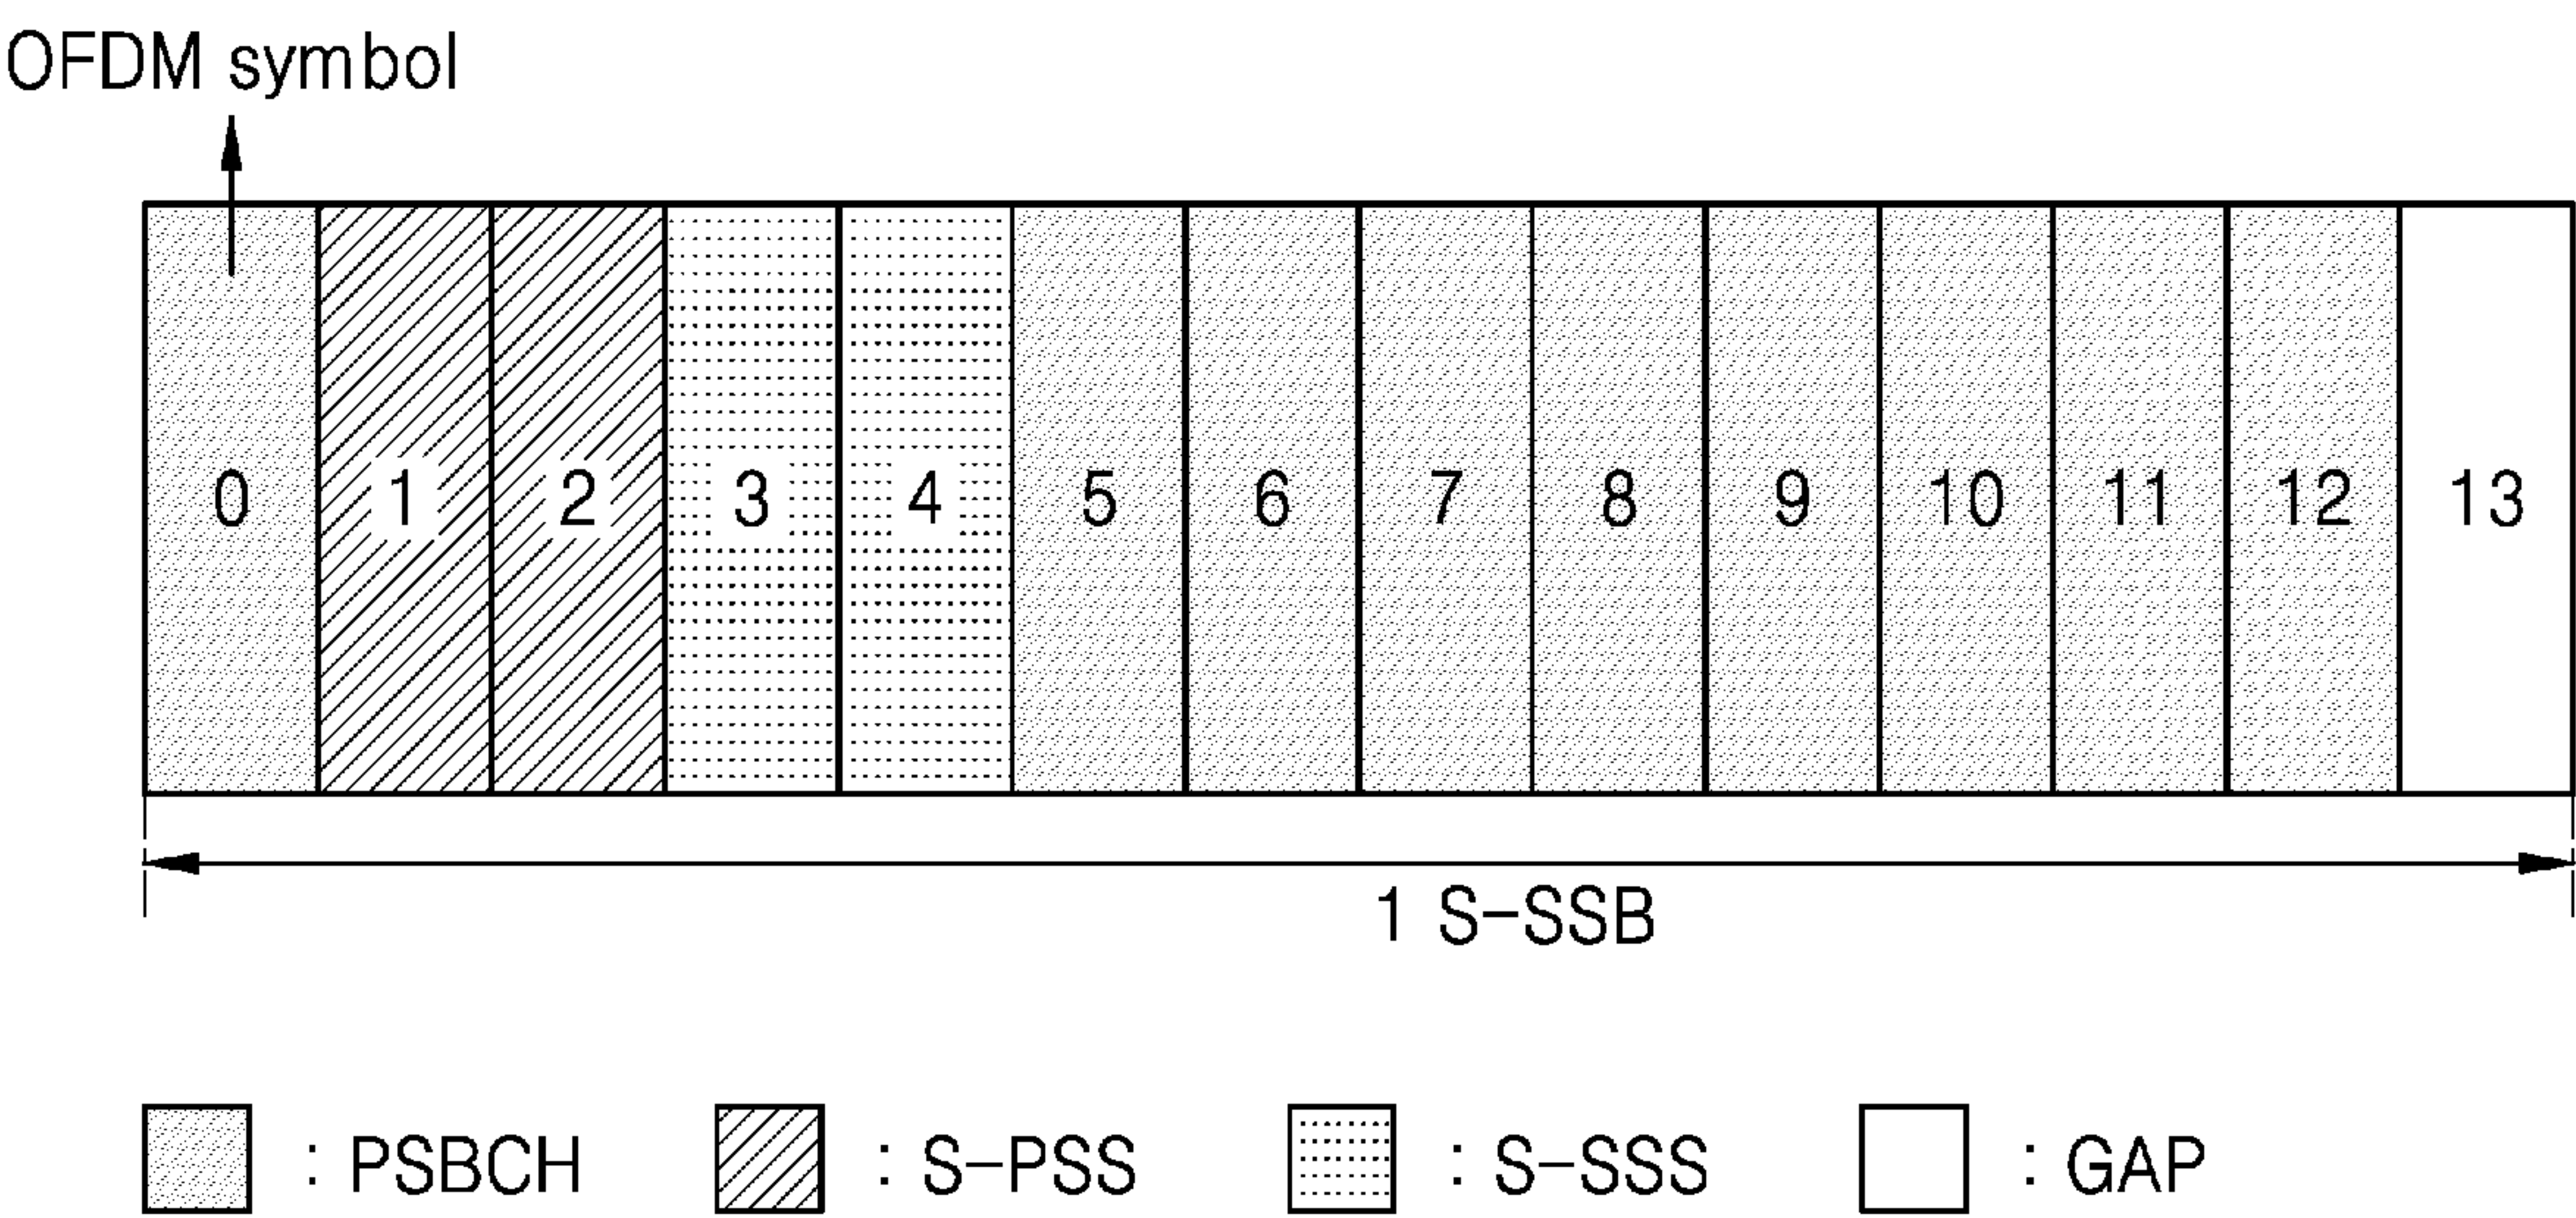 OFDM symbol
0 1 2 3 4 5 6 7 8 9 10 11 12 13
1 S-SSB
: PSBCH : S-PSS : S-SSS : GAP